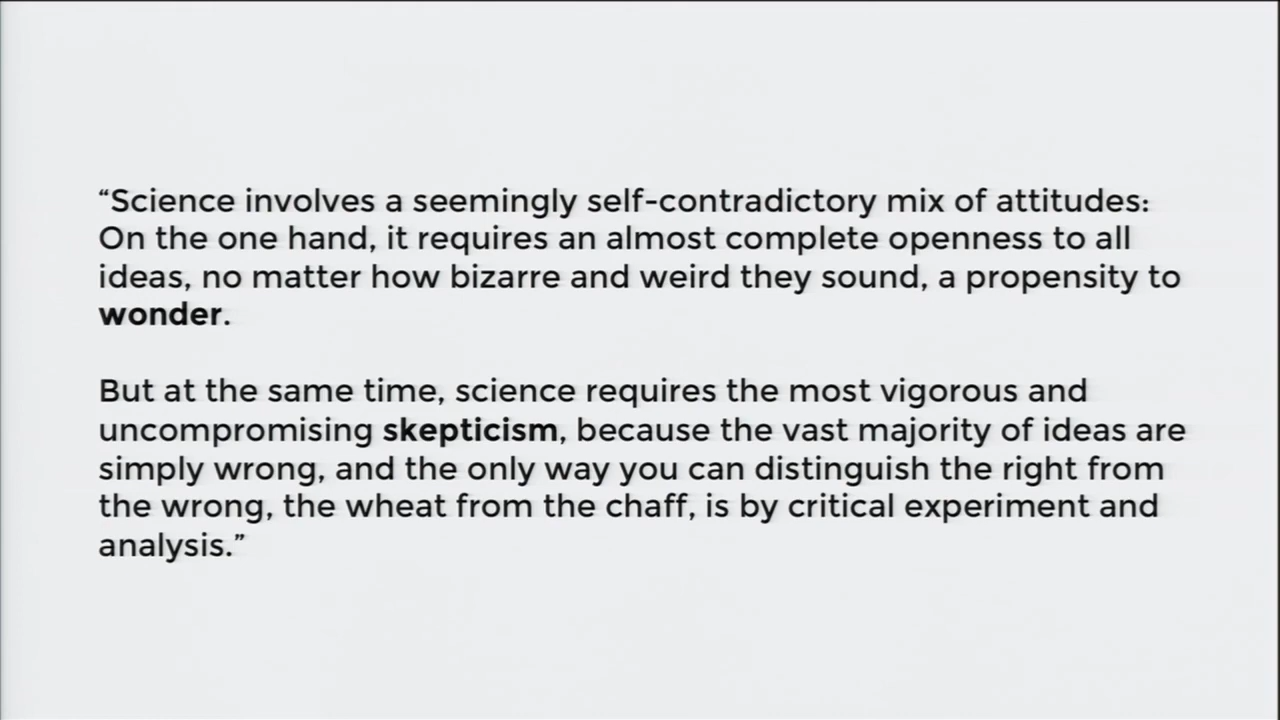 “Science involves a seemingly self-contradictory mix of attitudes:
On the one hand, it requires an almost complete openness to all
ideas, no matter how bizarre and weird they sound, a propensity to
wonder.
But at the same time, science requires the most vigorous and
uncompromising skepticism, because the vast majority of ideas are
simply wrong, and the only way you can distinguish the right from
the wrong, the wheat from the chaff, is by critical experiment and
analysis.”